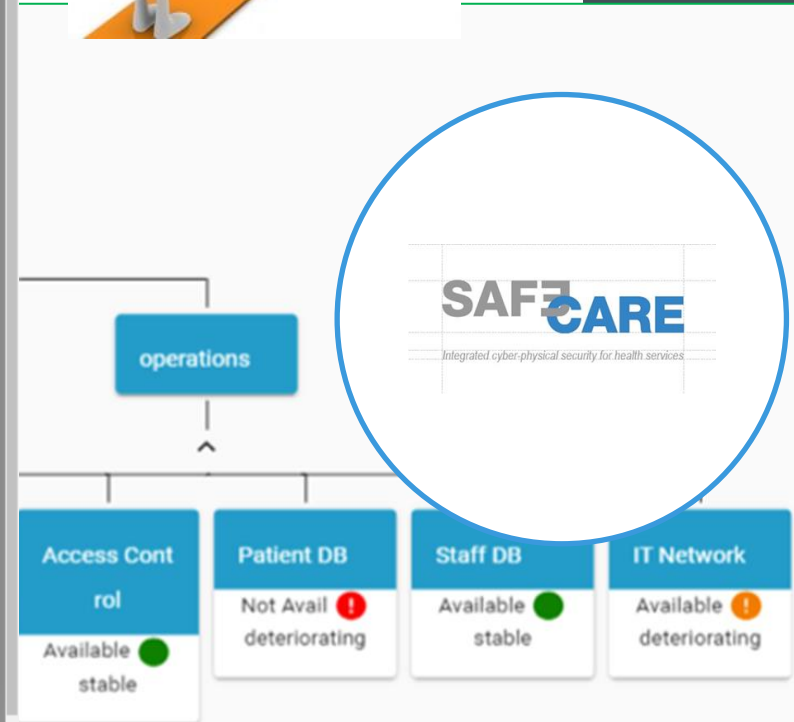 SAFECARE
Integrated cyber-physical security for health services
operations
Access Cont
rol
Available
stable
Patient DB
Not Avail !
deteriorating
Staff DB
Available
stable
IT Network
Available !
deteriorating